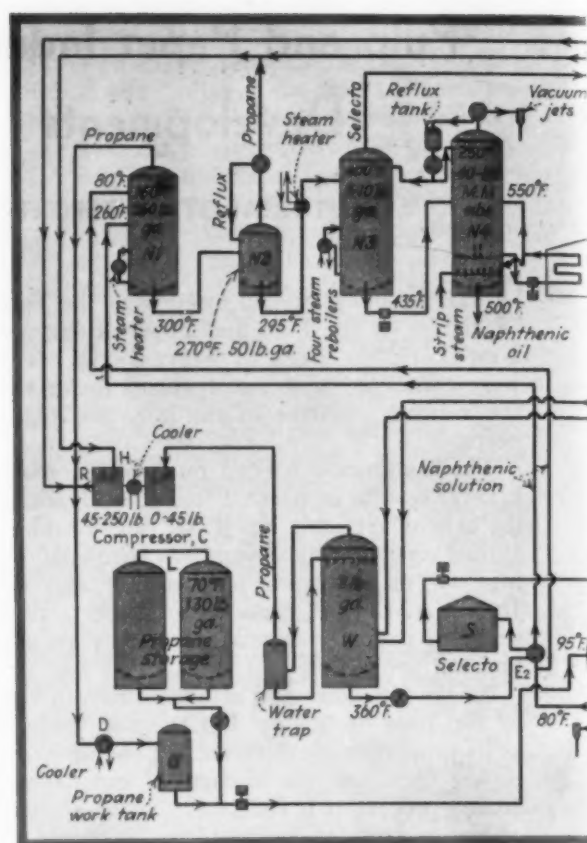 Propane
80°F.
260°F.
N1
Steam heater
300°F.
Propane
Reflux
Steam
heater
N2
295°F.
270°F. 50 lb. ga.
Selecto
N3
Four steam
reboilers
435°F.
Reflux
tank
Vacuum
jets
550°F.
N4
Strip
steam
500°F.
Naphthenic
oil
Cooler
H
R
45-250 lb. 0-45 lb.
Compressor, C
L
70°F.
130 lb.
ga.
Propane
storage
D
Cooler
G
Propane
work tank
Propane
Water
trap
ga.
W
360°F.
Naphthenic
solution
S
Selecto
E2
95°F.
80°F.